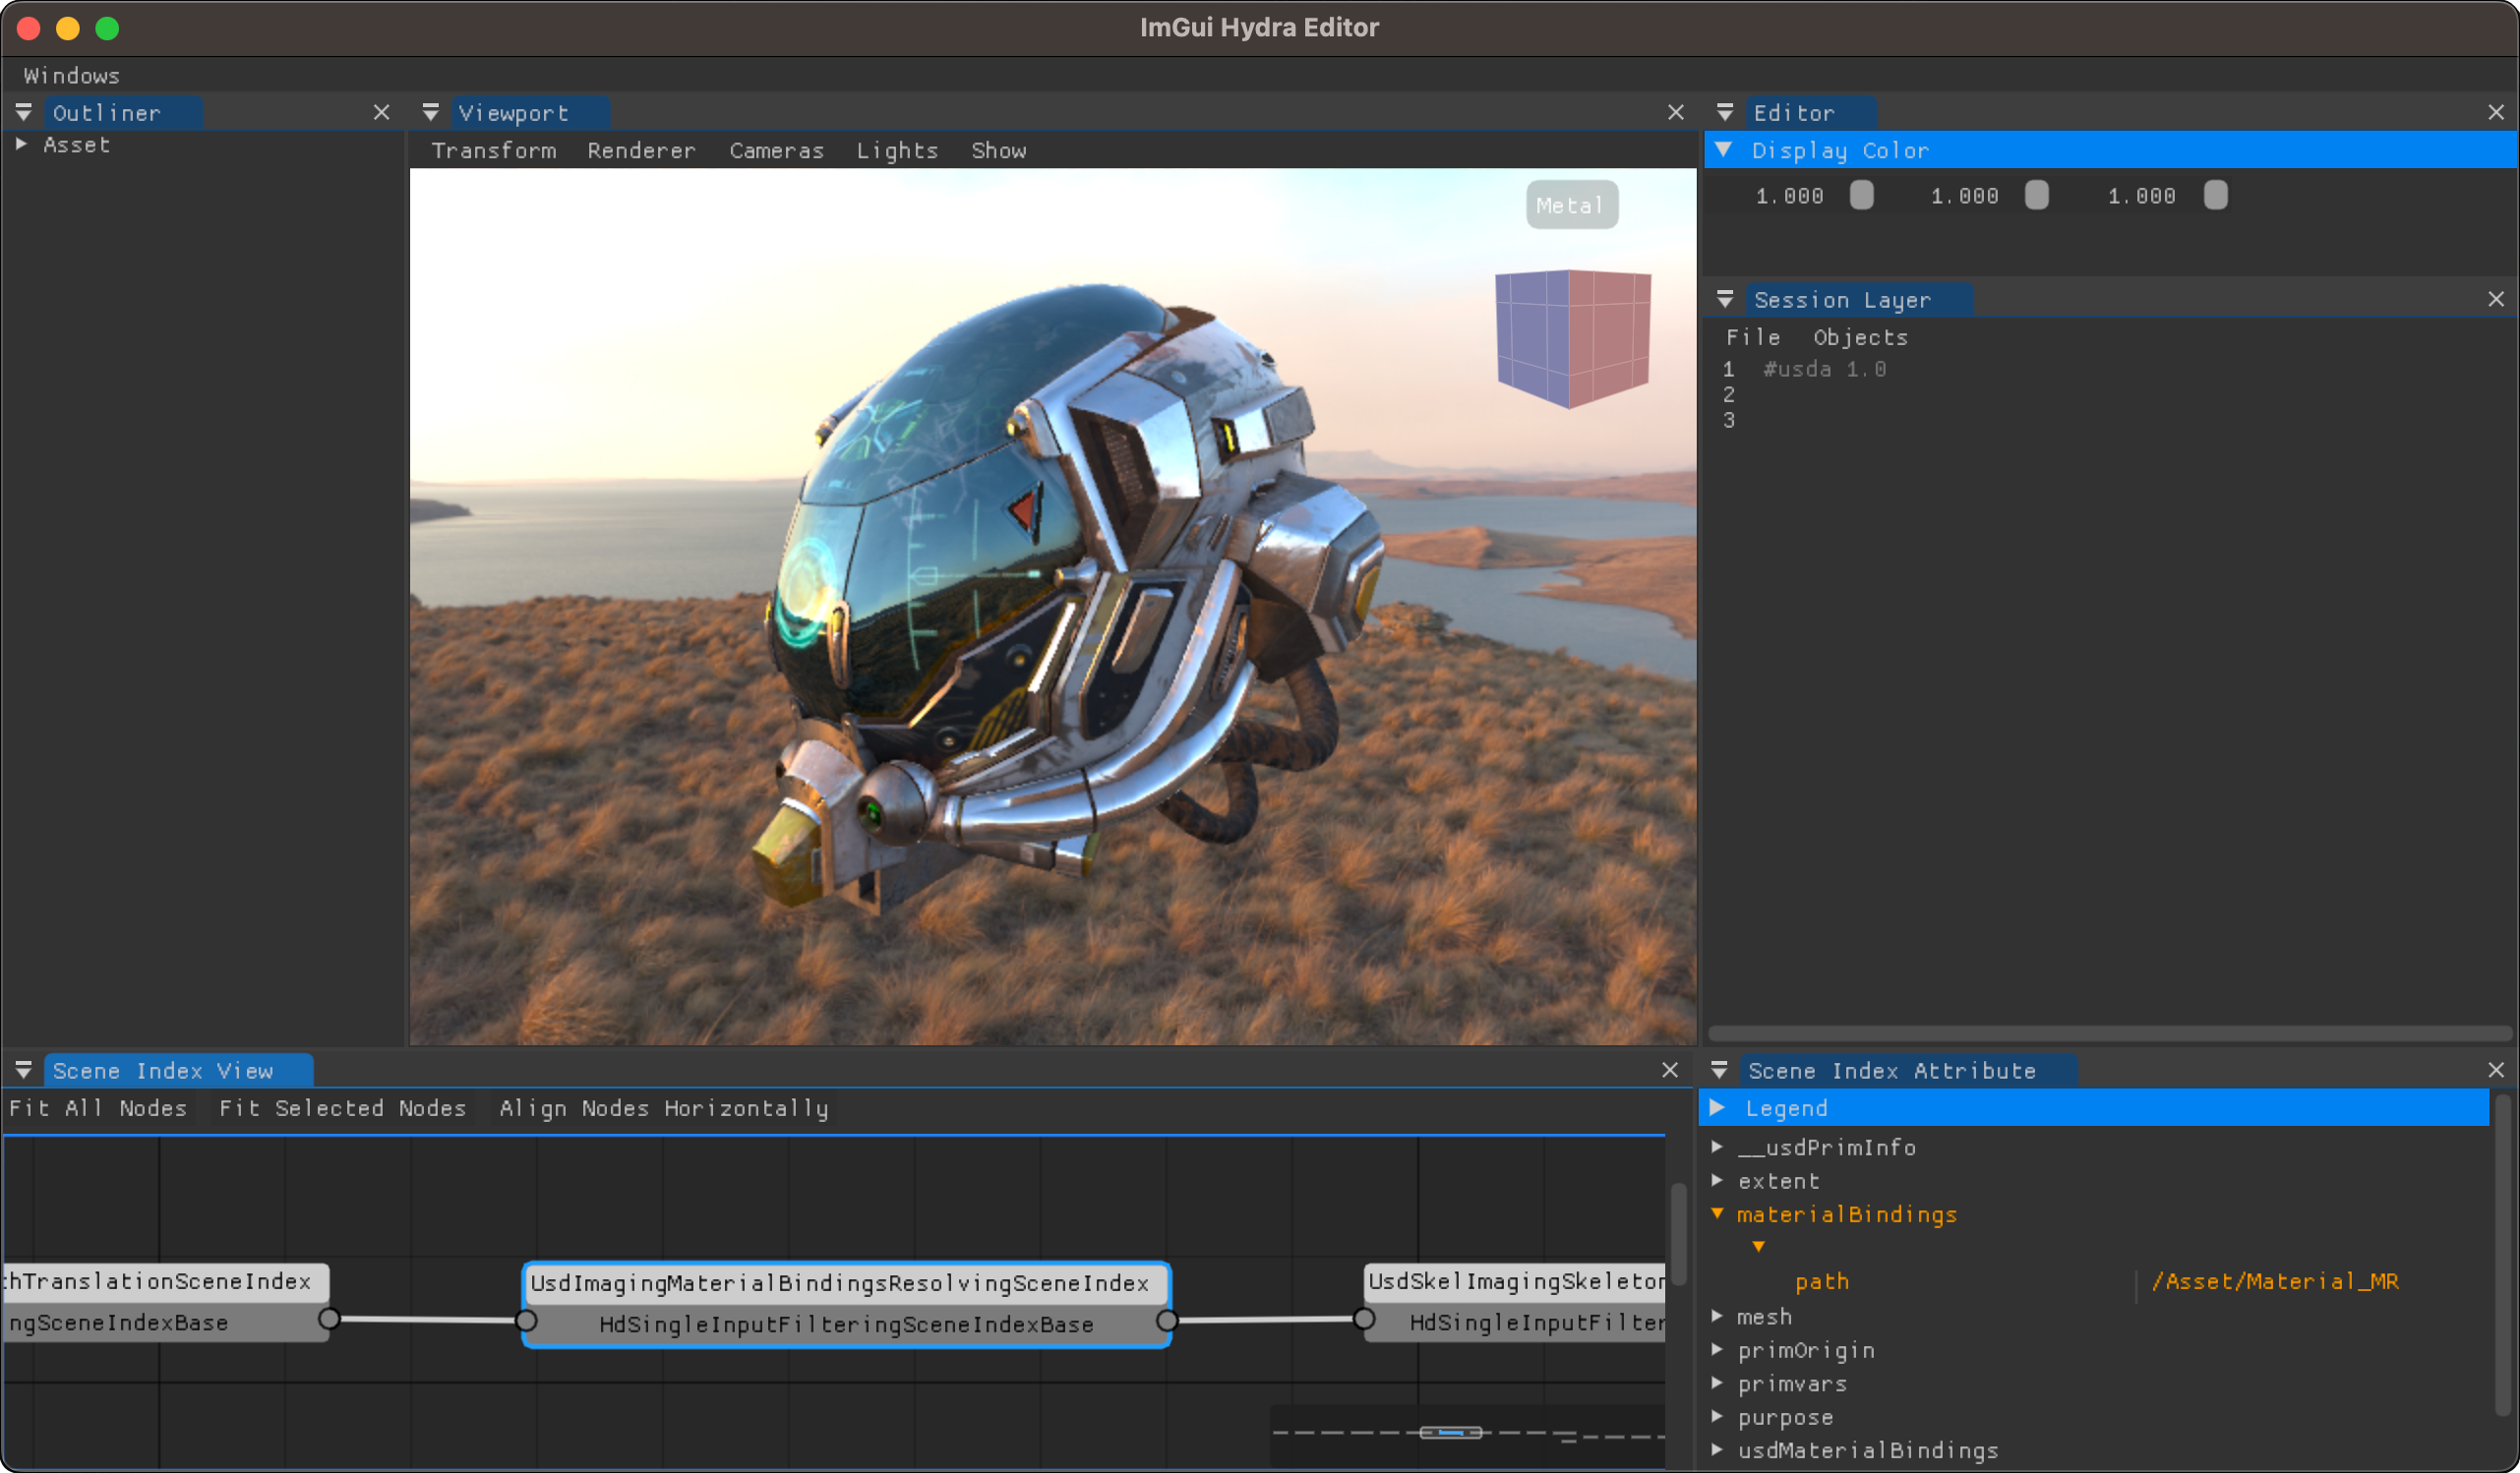 ImGui Hydra Editor
Windows
Outliner
Asset
Viewport
Transform Renderer Cameras Lights Show
Metal
Editor
Display Color
1.000 1.000 1.000
Session Layer
File Objects
1 #usda 1.0
2
3
Scene Index View
Fit All Nodes Fit Selected Nodes Align Nodes Horizontally
hTranslationSceneIndex
ngSceneIndexBase
UsdImagingMaterialBindingsResolvingSceneIndex
HdSingleInputFilteringSceneIndexBase
UsdSkelImagingSkeleton
HdSingleInputFilter
Scene Index Attribute
Legend
__usdPrimInfo
extent
materialBindings
path /Asset/Material_MR
mesh
primOrigin
primvars
purpose
usdMaterialBindings